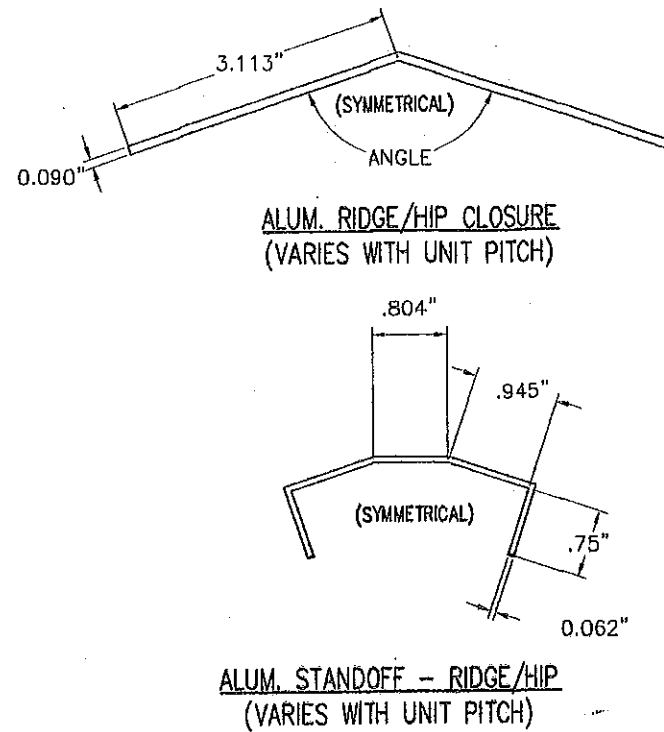 3.113"
(SYMMETRICAL)
ANGLE
0.090"
ALUM. RIDGE/HIP CLOSURE
(VARIES WITH UNIT PITCH)
.804"
.945"
(SYMMETRICAL)
.75"
0.062"
ALUM. STANDOFF – RIDGE/HIP
(VARIES WITH UNIT PITCH)